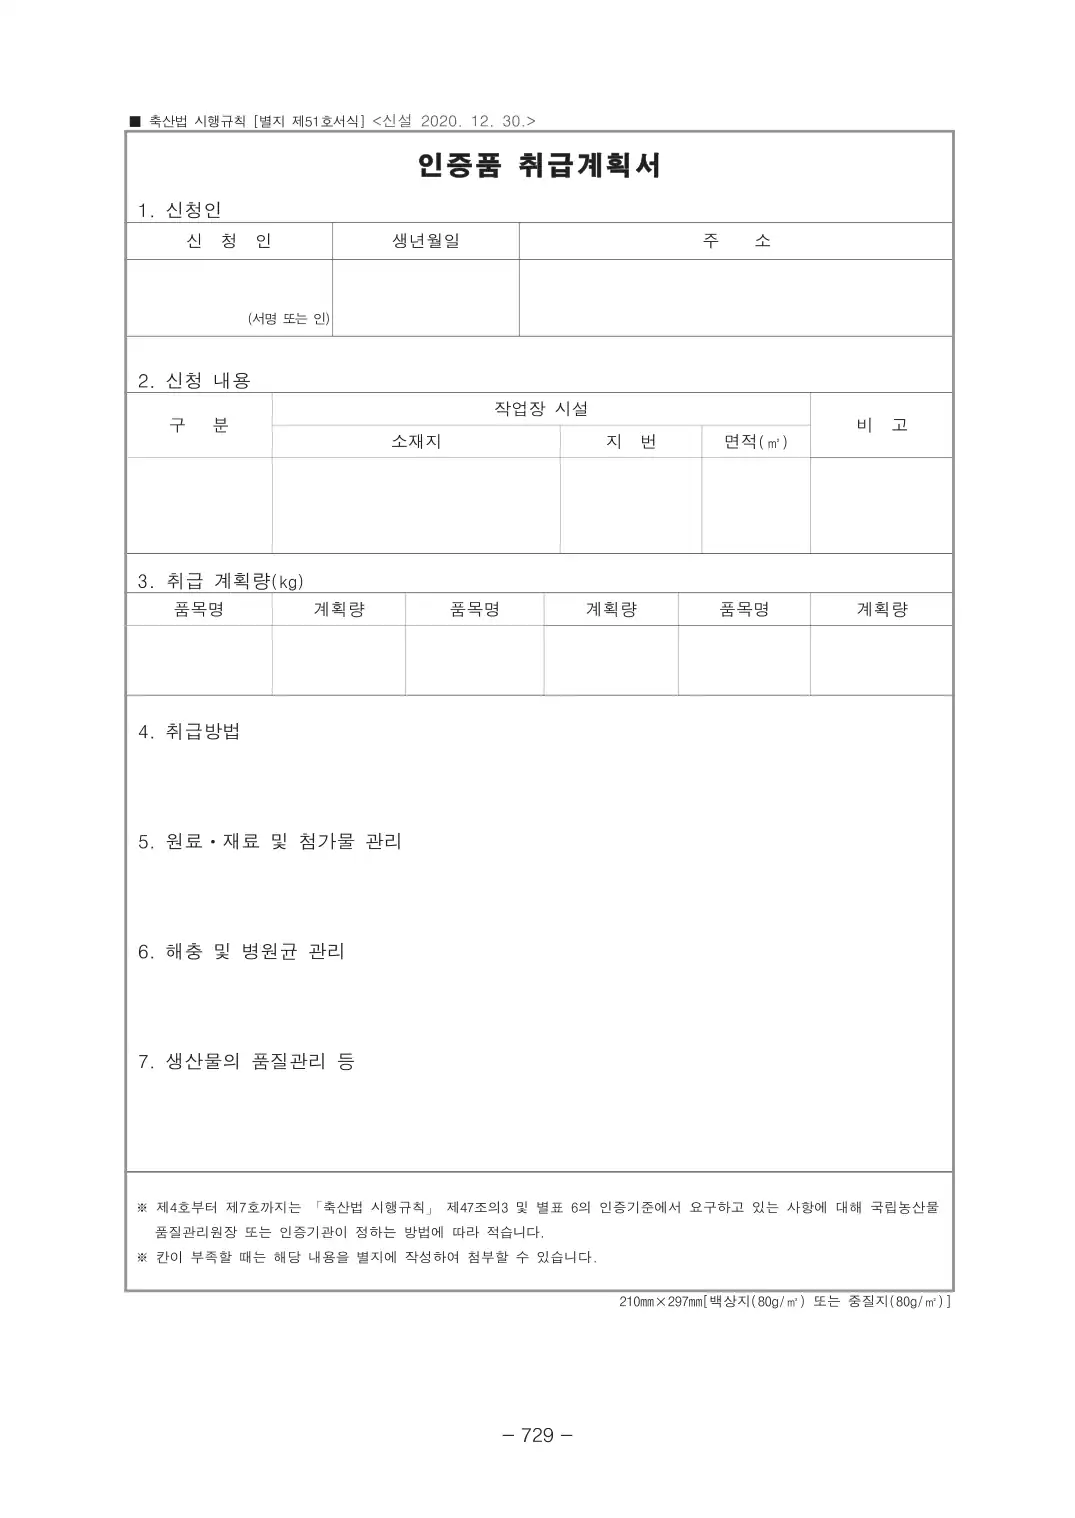 ■ 축산법 시행규칙 [별지 제51호서식] <신설 2020. 12. 30.>
인증품 취급계획서
1. 신청인
신 청 인 생년월일 주 소
(서명 또는 인)
2. 신청 내용
구 분 작업장 시설 비 고
소재지 지 번 면적(㎡)
3. 취급 계획량(kg)
품목명 계획량 품목명 계획량 품목명 계획량
4. 취급방법
5. 원료·재료 및 첨가물 관리
6. 해충 및 병원균 관리
7. 생산물의 품질관리 등
※ 제4호부터 제7호까지는 「축산법 시행규칙」 제47조의3 및 별표 6의 인증기준에서 요구하고 있는 사항에 대해 국립농산물
품질관리원장 또는 인증기관이 정하는 방법에 따라 적습니다.
※ 칸이 부족할 때는 해당 내용을 별지에 작성하여 첨부할 수 있습니다.
210㎜×297㎜[백상지(80g/㎡) 또는 중질지(80g/㎡)]
- 729 -